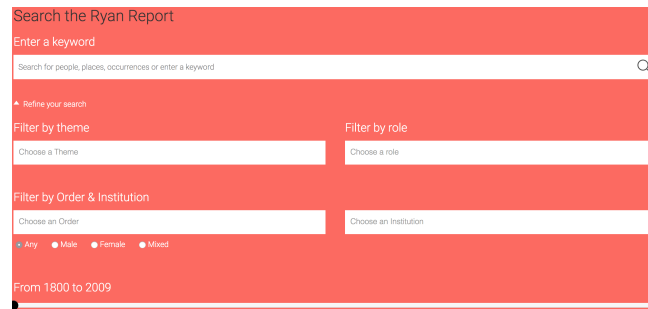 Search the Ryan Report
Enter a keyword
Search for people, places, occurrences or enter a keyword
Refine your search
Filter by theme
Filter by role
Choose a Theme
Choose a role
Filter by Order & Institution
Choose an Order
Choose an Institution
Any Male Female Mixed
From 1800 to 2009